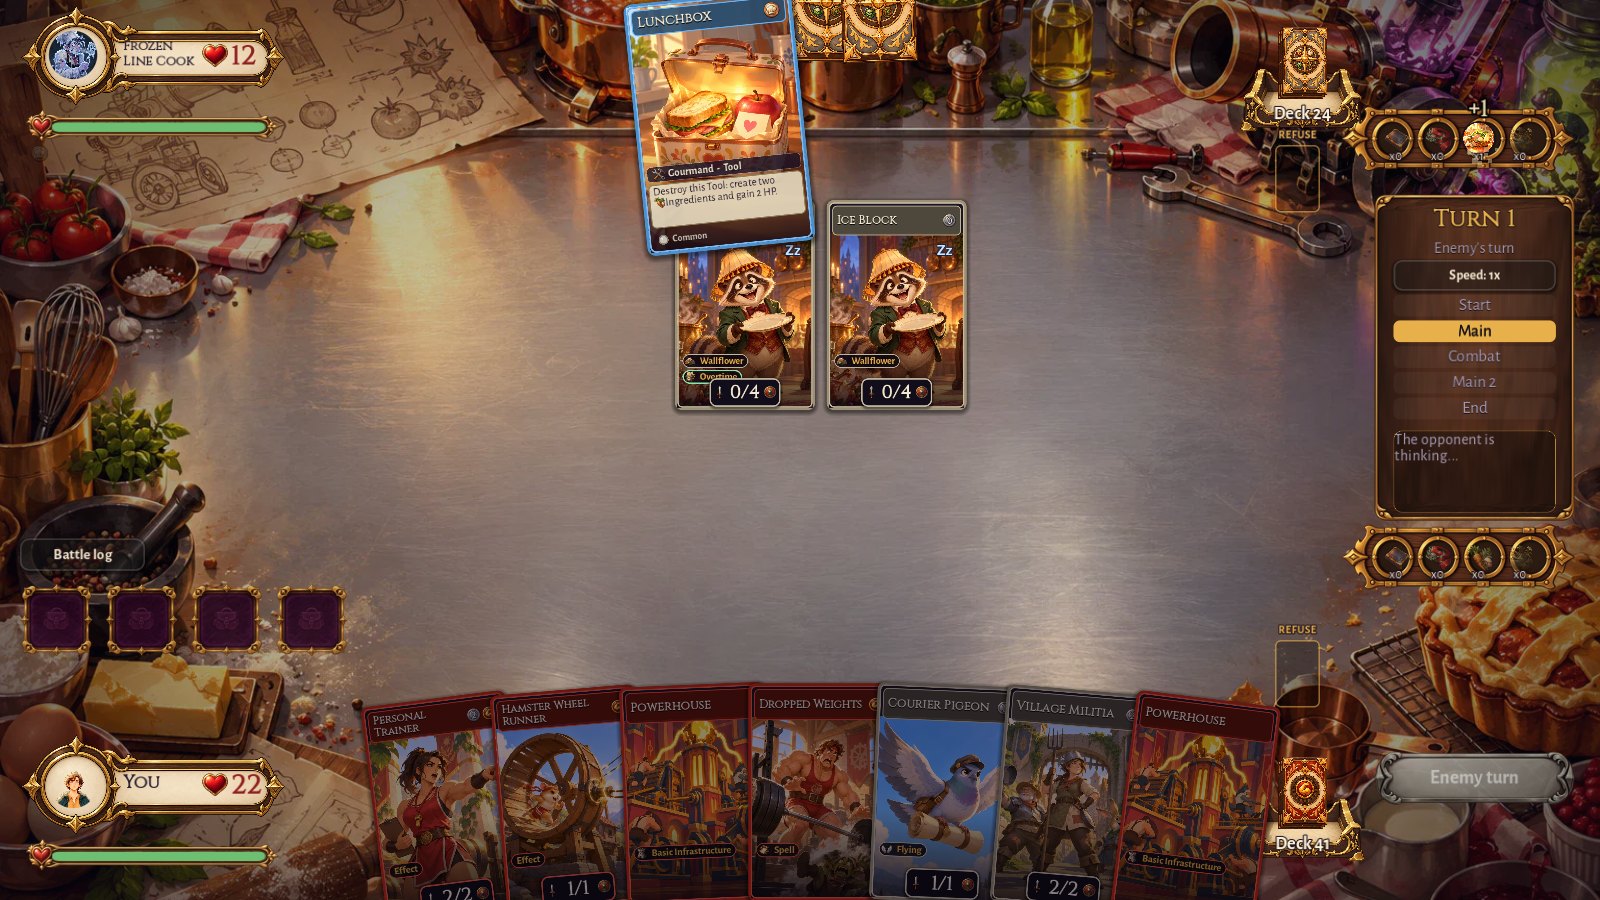 Frozen
Line Cook
12
Lunchbox
Gourmand - Tool
Destroy this Tool: create two
Ingredients and gain 2 HP.
Common
Zz
Wallflower
Overtime
0/4
Ice Block
Zz
Wallflower
0/4
Deck 24
REFUSE
+1
x0
x0
x1
x0
Turn 1
Enemy's turn
Speed: 1x
Start
Main
Combat
Main 2
End
The opponent is
thinking...
x0
x0
x0
x0
Battle log
REFUSE
You
22
Personal
Trainer
2
Effect
2/2
Hamster Wheel
Runner
Effect
1/1
Powerhouse
Basic Infrastructure
Dropped Weights
Spell
Courier Pigeon
Flying
1/1
Village Militia
2/2
Powerhouse
Basic Infrastructure
Deck 41
Enemy turn